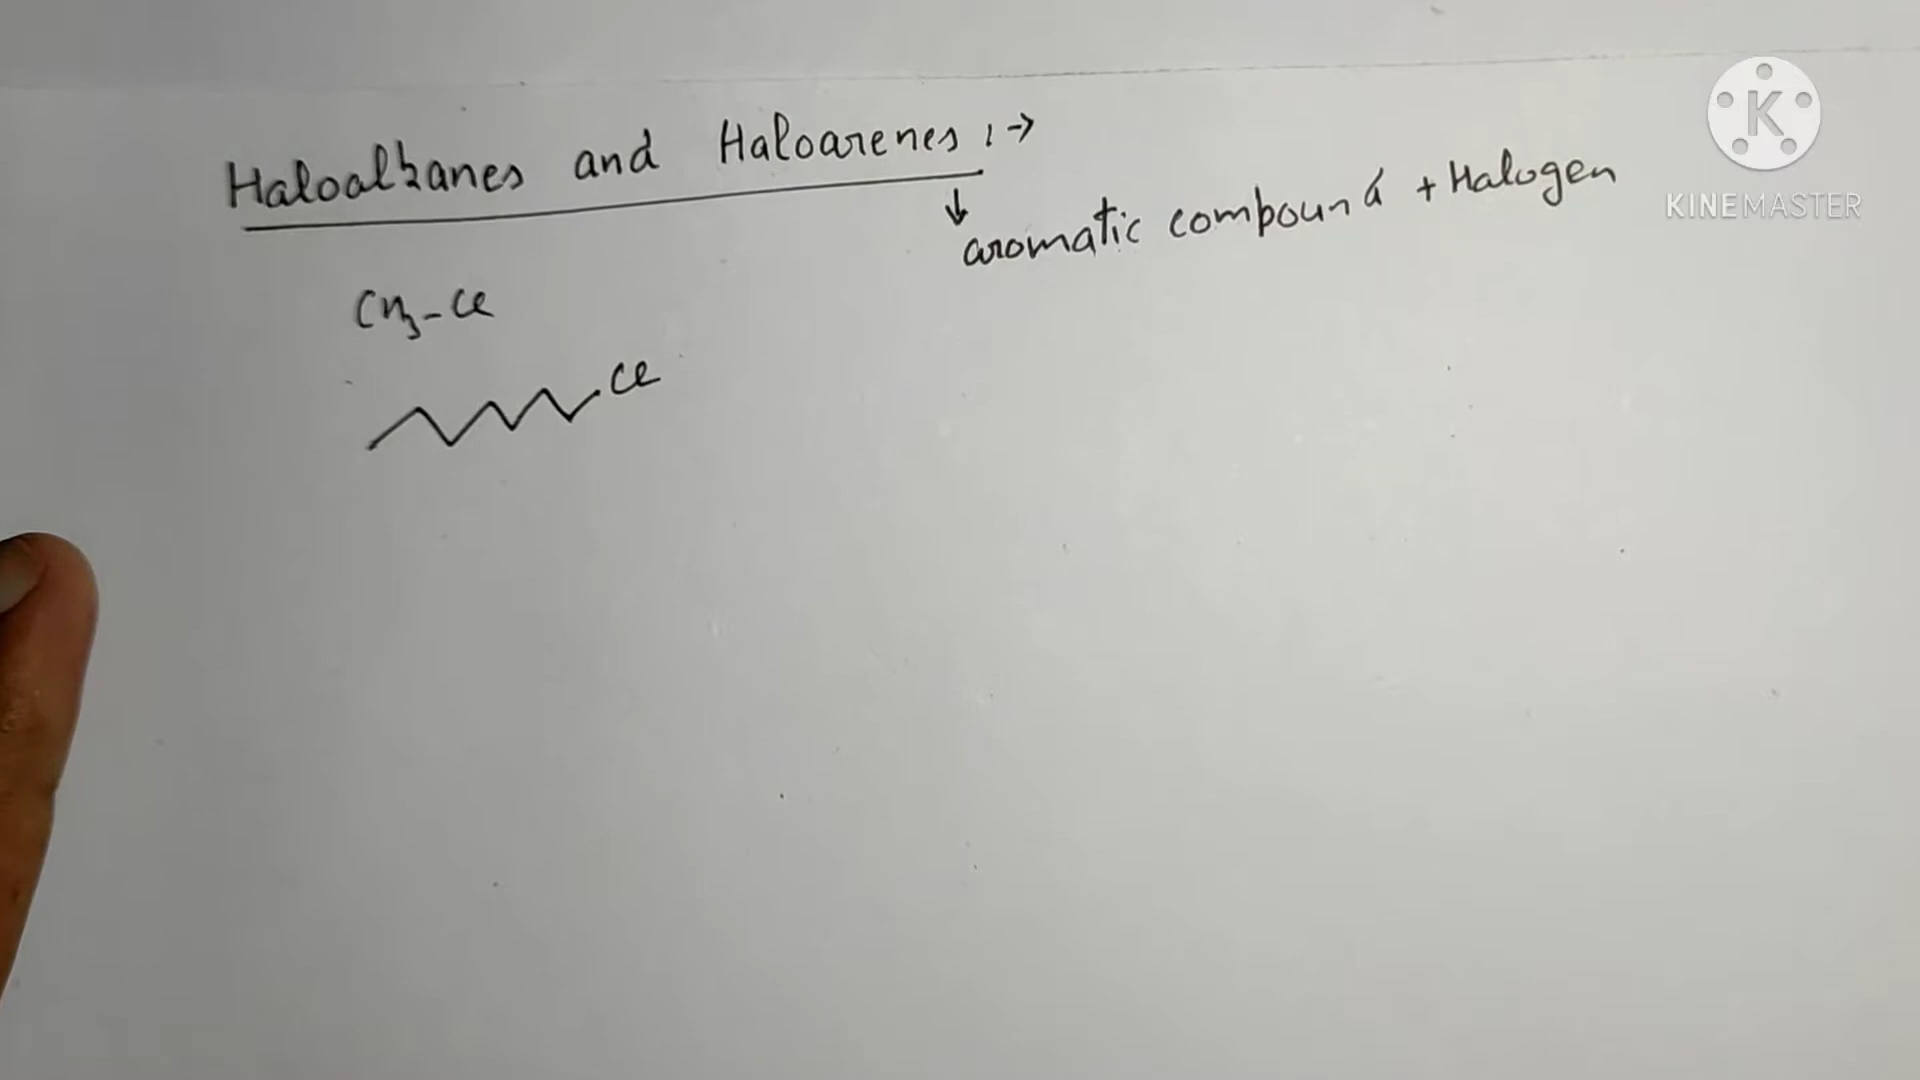 Haloalkanes and Haloarenes :→
↓
aromatic compound + Halogen
CH3-Cl
Cl
K
KINEMASTER